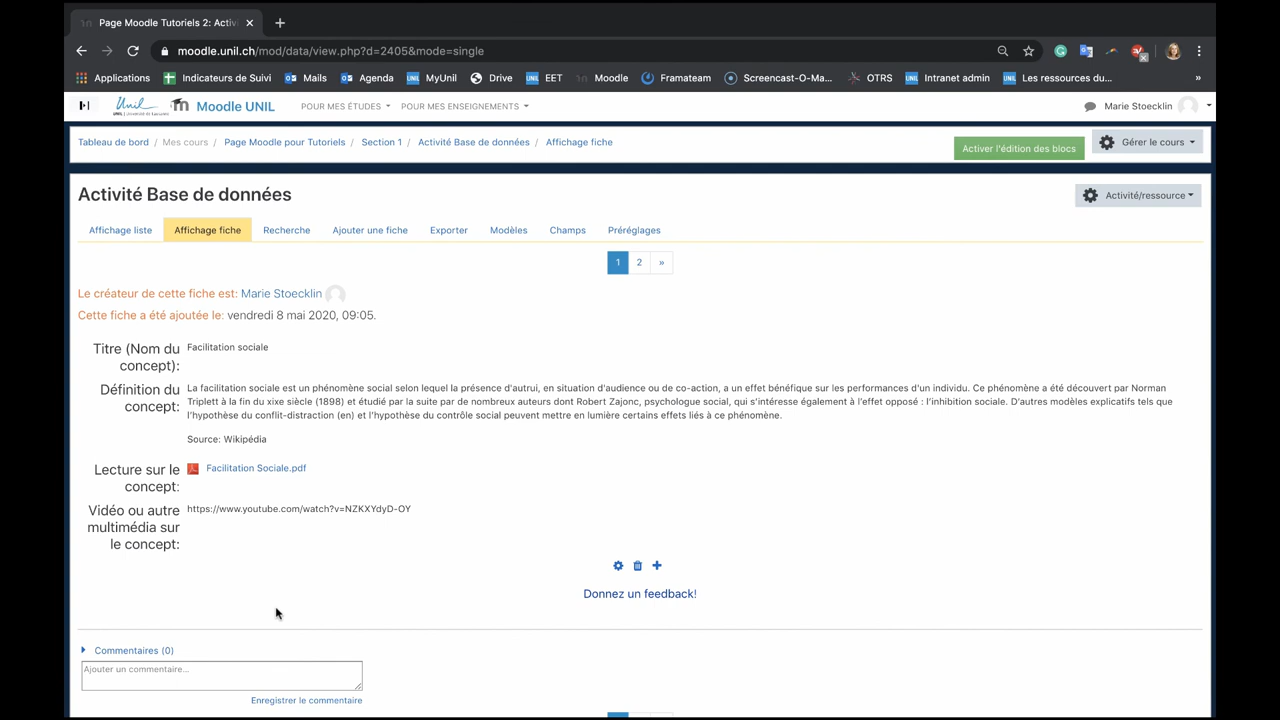 Page Moodle Tutoriels 2: Activi
moodle.unil.ch/mod/data/view.php?d=2405&mode=single
Applications Indicateurs de Suivi Mails Agenda MyUnil Drive EET Moodle Framateam Screencast-O-Ma... OTRS Intranet admin Les ressources du... »
Unil Moodle UNIL POUR MES ÉTUDES POUR MES ENSEIGNEMENTS Marie Stoecklin
Tableau de bord / Mes cours / Page Moodle pour Tutoriels / Section 1 / Activité Base de données / Affichage fiche
Activer l'édition des blocs Gérer le cours
Activité Base de données Activité/ressource
Affichage liste Affichage fiche Recherche Ajouter une fiche Exporter Modèles Champs Préréglages
1 2 »
Le créateur de cette fiche est: Marie Stoecklin
Cette fiche a été ajoutée le: vendredi 8 mai 2020, 09:05.
Titre (Nom du concept): Facilitation sociale
Définition du concept: La facilitation sociale est un phénomène social selon lequel la présence d'autrui, en situation d'audience ou de co-action, a un effet bénéfique sur les performances d'un individu. Ce phénomène a été découvert par Norman
Triplett à la fin du xixe siècle (1898) et étudié par la suite par de nombreux auteurs dont Robert Zajonc, psychologue social, qui s'intéresse également à l'effet opposé : l'inhibition sociale. D'autres modèles explicatifs tels que
l'hypothèse du conflit-distraction (en) et l'hypothèse du contrôle social peuvent mettre en lumière certains effets liés à ce phénomène.
Source: Wikipédia
Lecture sur le concept: Facilitation Sociale.pdf
Vidéo ou autre multimédia sur le concept: https://www.youtube.com/watch?v=NZKXYdyD-OY
Donnez un feedback!
Commentaires (0)
Ajouter un commentaire...
Enregistrer le commentaire